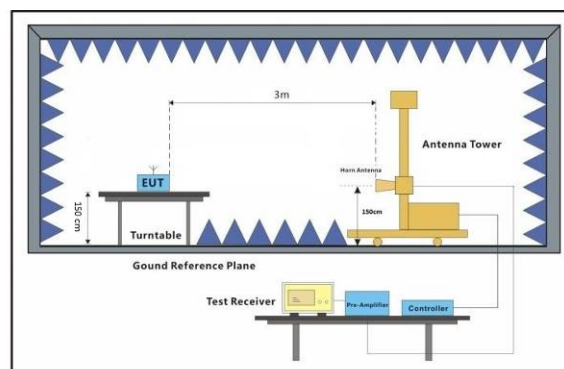 3m
Antenna Tower
Horn Antenna
EUT
150 cm
150cm
Turntable
Gound Reference Plane
Test Receiver
Pre-Amplifier
Controller